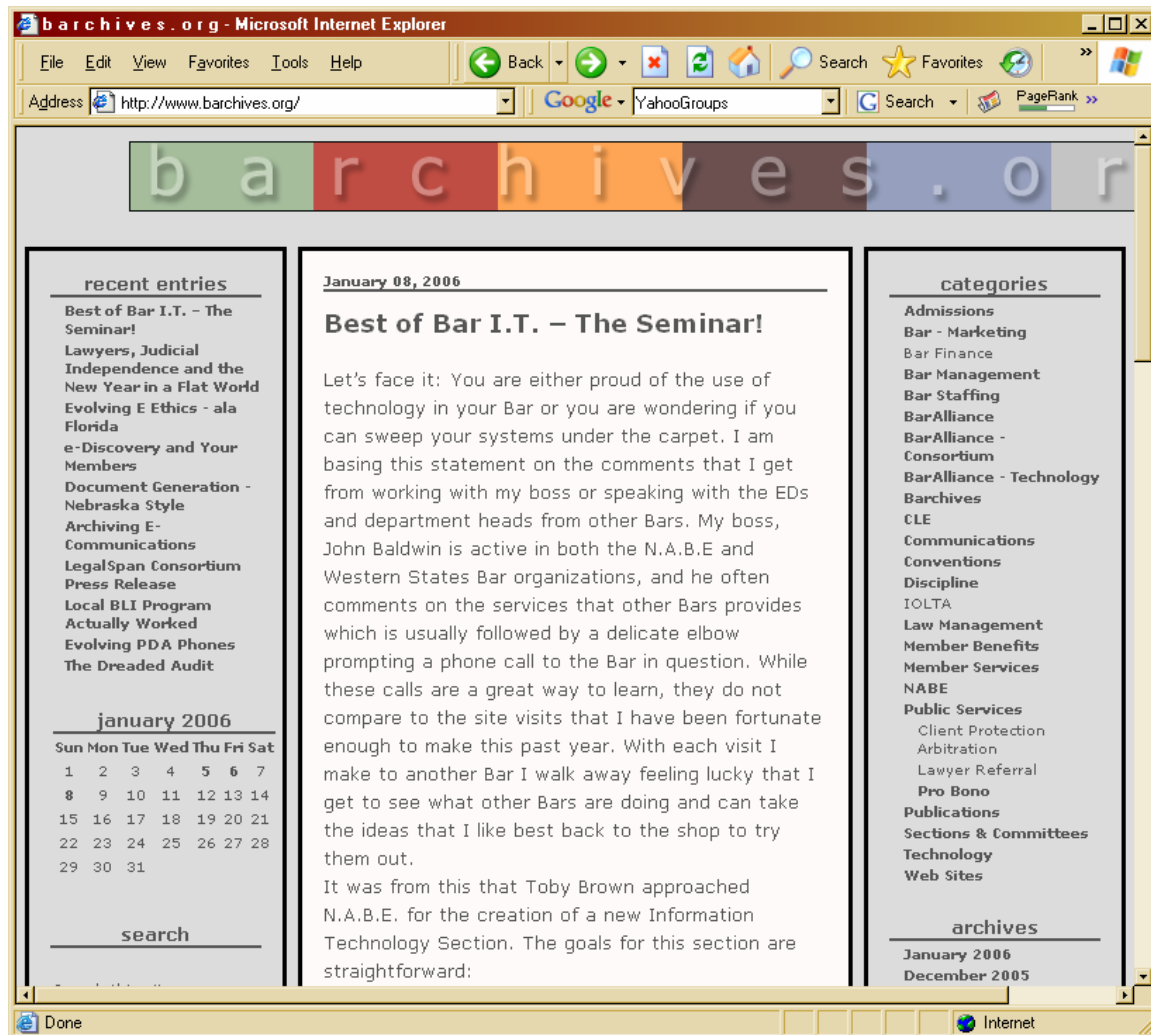 b a r c h i v e s . o r g - Microsoft Internet Explorer
File Edit View Favorites Tools Help
Back Search Favorites »
Address http://www.barchives.org/ Google YahooGroups Search PageRank »
b a r c h i v e s . o r
recent entries
Best of Bar I.T. – The
Seminar!
Lawyers, Judicial
Independence and the
New Year in a Flat World
Evolving E Ethics - ala
Florida
e-Discovery and Your
Members
Document Generation -
Nebraska Style
Archiving E-
Communications
LegalSpan Consortium
Press Release
Local BLI Program
Actually Worked
Evolving PDA Phones
The Dreaded Audit
january 2006
Sun Mon Tue Wed Thu Fri Sat
1 2 3 4 5 6 7
8 9 10 11 12 13 14
15 16 17 18 19 20 21
22 23 24 25 26 27 28
29 30 31
search
January 08, 2006
Best of Bar I.T. – The Seminar!
Let's face it: You are either proud of the use of
technology in your Bar or you are wondering if you
can sweep your systems under the carpet. I am
basing this statement on the comments that I get
from working with my boss or speaking with the EDs
and department heads from other Bars. My boss,
John Baldwin is active in both the N.A.B.E and
Western States Bar organizations, and he often
comments on the services that other Bars provides
which is usually followed by a delicate elbow
prompting a phone call to the Bar in question. While
these calls are a great way to learn, they do not
compare to the site visits that I have been fortunate
enough to make this past year. With each visit I
make to another Bar I walk away feeling lucky that I
get to see what other Bars are doing and can take
the ideas that I like best back to the shop to try
them out.
It was from this that Toby Brown approached
N.A.B.E. for the creation of a new Information
Technology Section. The goals for this section are
straightforward:
categories
Admissions
Bar - Marketing
Bar Finance
Bar Management
Bar Staffing
BarAlliance
BarAlliance -
Consortium
BarAlliance - Technology
Barchives
CLE
Communications
Conventions
Discipline
IOLTA
Law Management
Member Benefits
Member Services
NABE
Public Services
Client Protection
Arbitration
Lawyer Referral
Pro Bono
Publications
Sections & Committees
Technology
Web Sites
archives
January 2006
December 2005
Done Internet